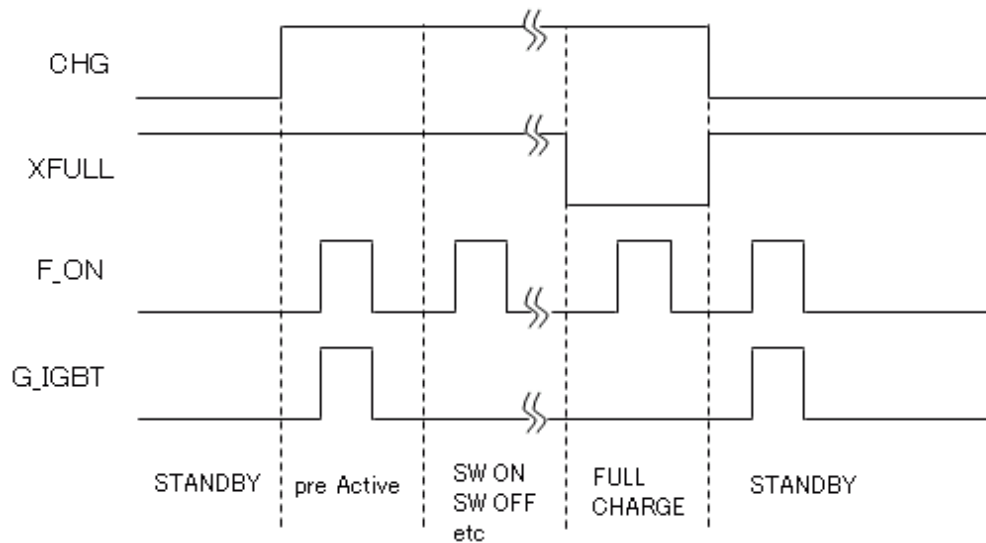 CHG
XFULL
F_ON
G_IGBT
STANDBY
pre Active
SW ON
SW OFF
etc
FULL
CHARGE
STANDBY